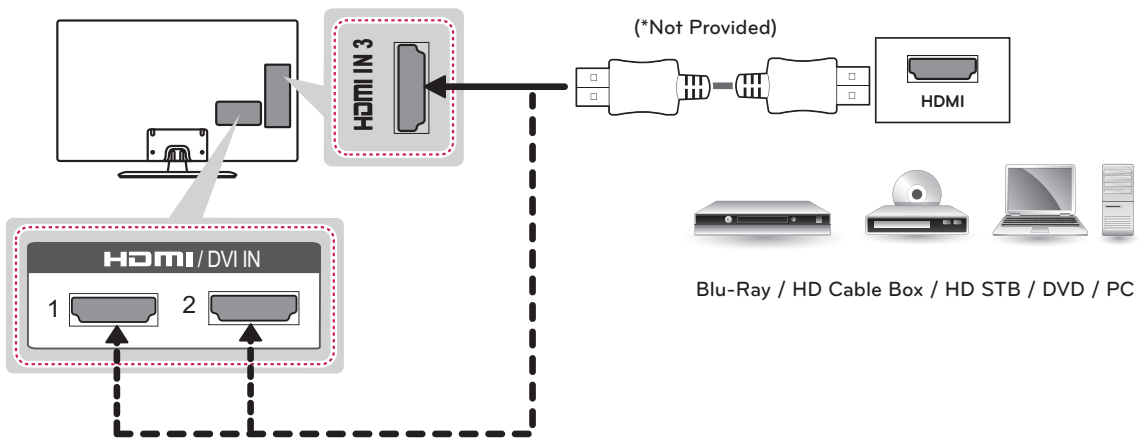 HDMI IN 3
(*Not Provided)
HDMI
HDMI / DVI IN
1
2
Blu-Ray / HD Cable Box / HD STB / DVD / PC